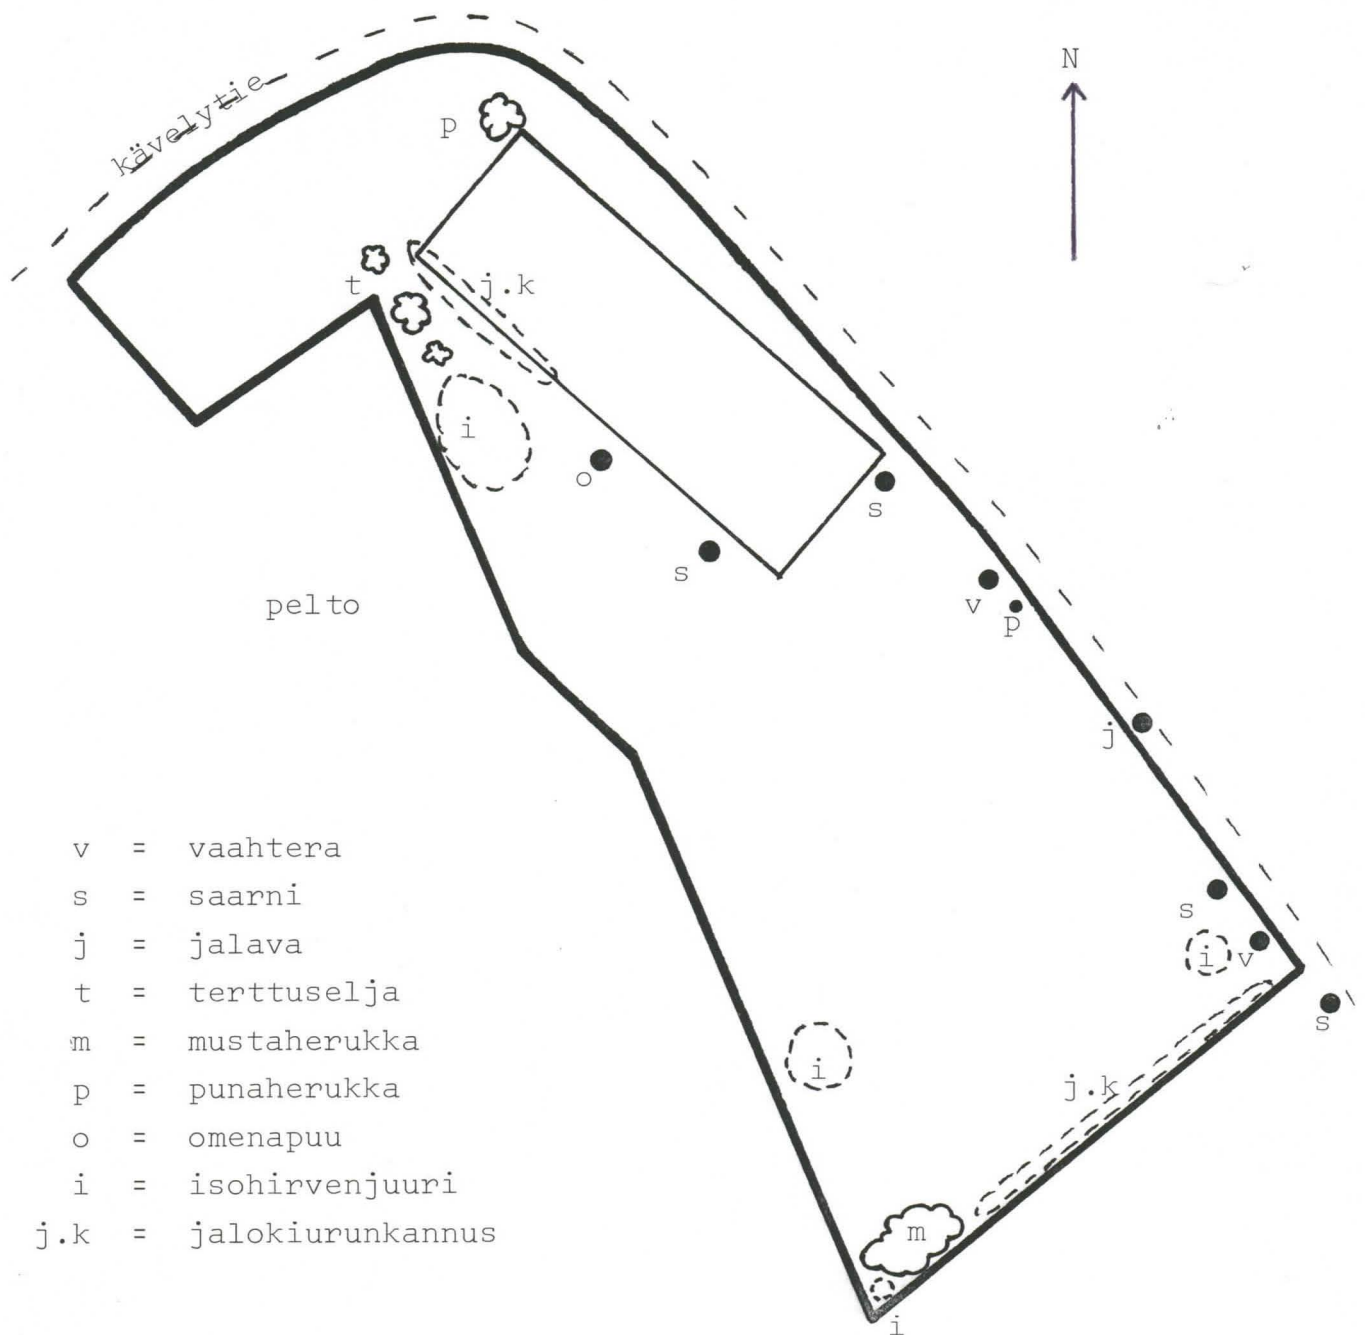 N
kävelytie
p
t
j.k
i
o
s
s
pelto
v
p
j
s
i
v
s
i
j.k
m
i
v = vaahtera
s = saarni
j = jalava
t = terttuselja
m = mustaherukka
p = punaherukka
o = omenapuu
i = isohirvenjuuri
j.k = jalokiurunkannus